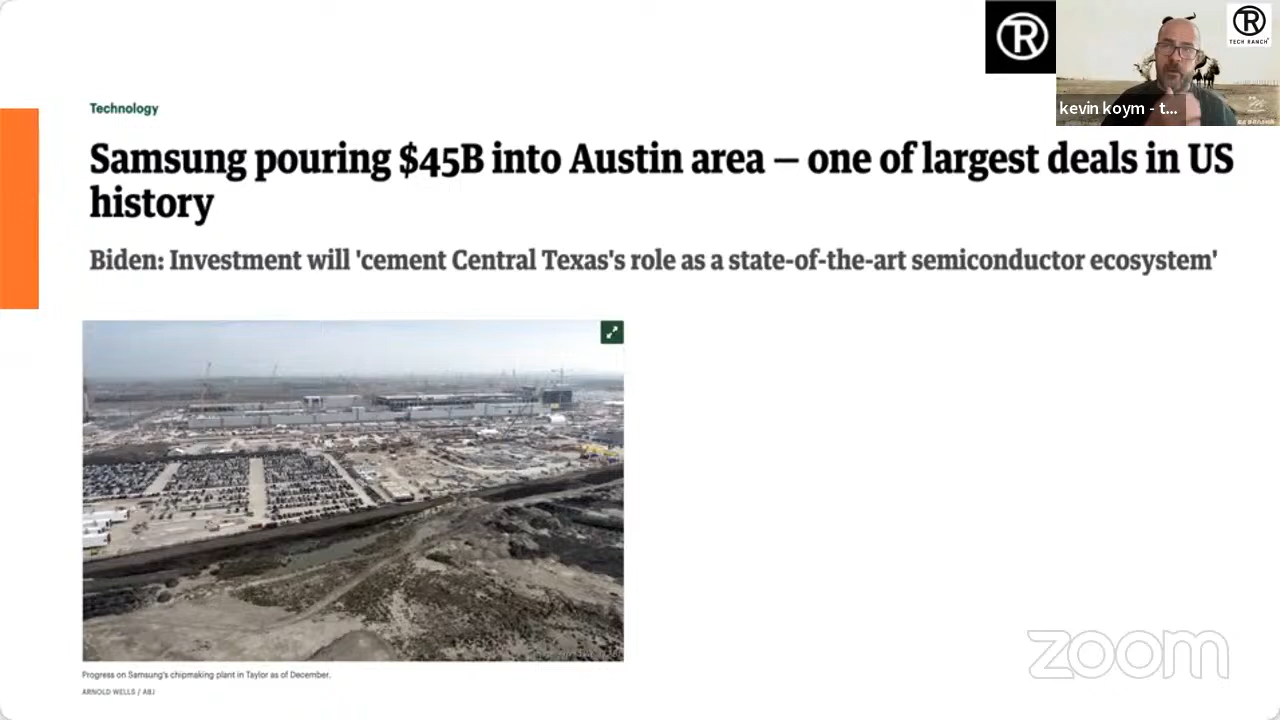 R
R
TECH RANCH
kevin koym - t...
Technology
Samsung pouring $45B into Austin area — one of largest deals in US
history
Biden: Investment will 'cement Central Texas's role as a state-of-the-art semiconductor ecosystem'
Progress on Samsung's chipmaking plant in Taylor as of December.
ARNOLD WELLS / ABJ
zoom